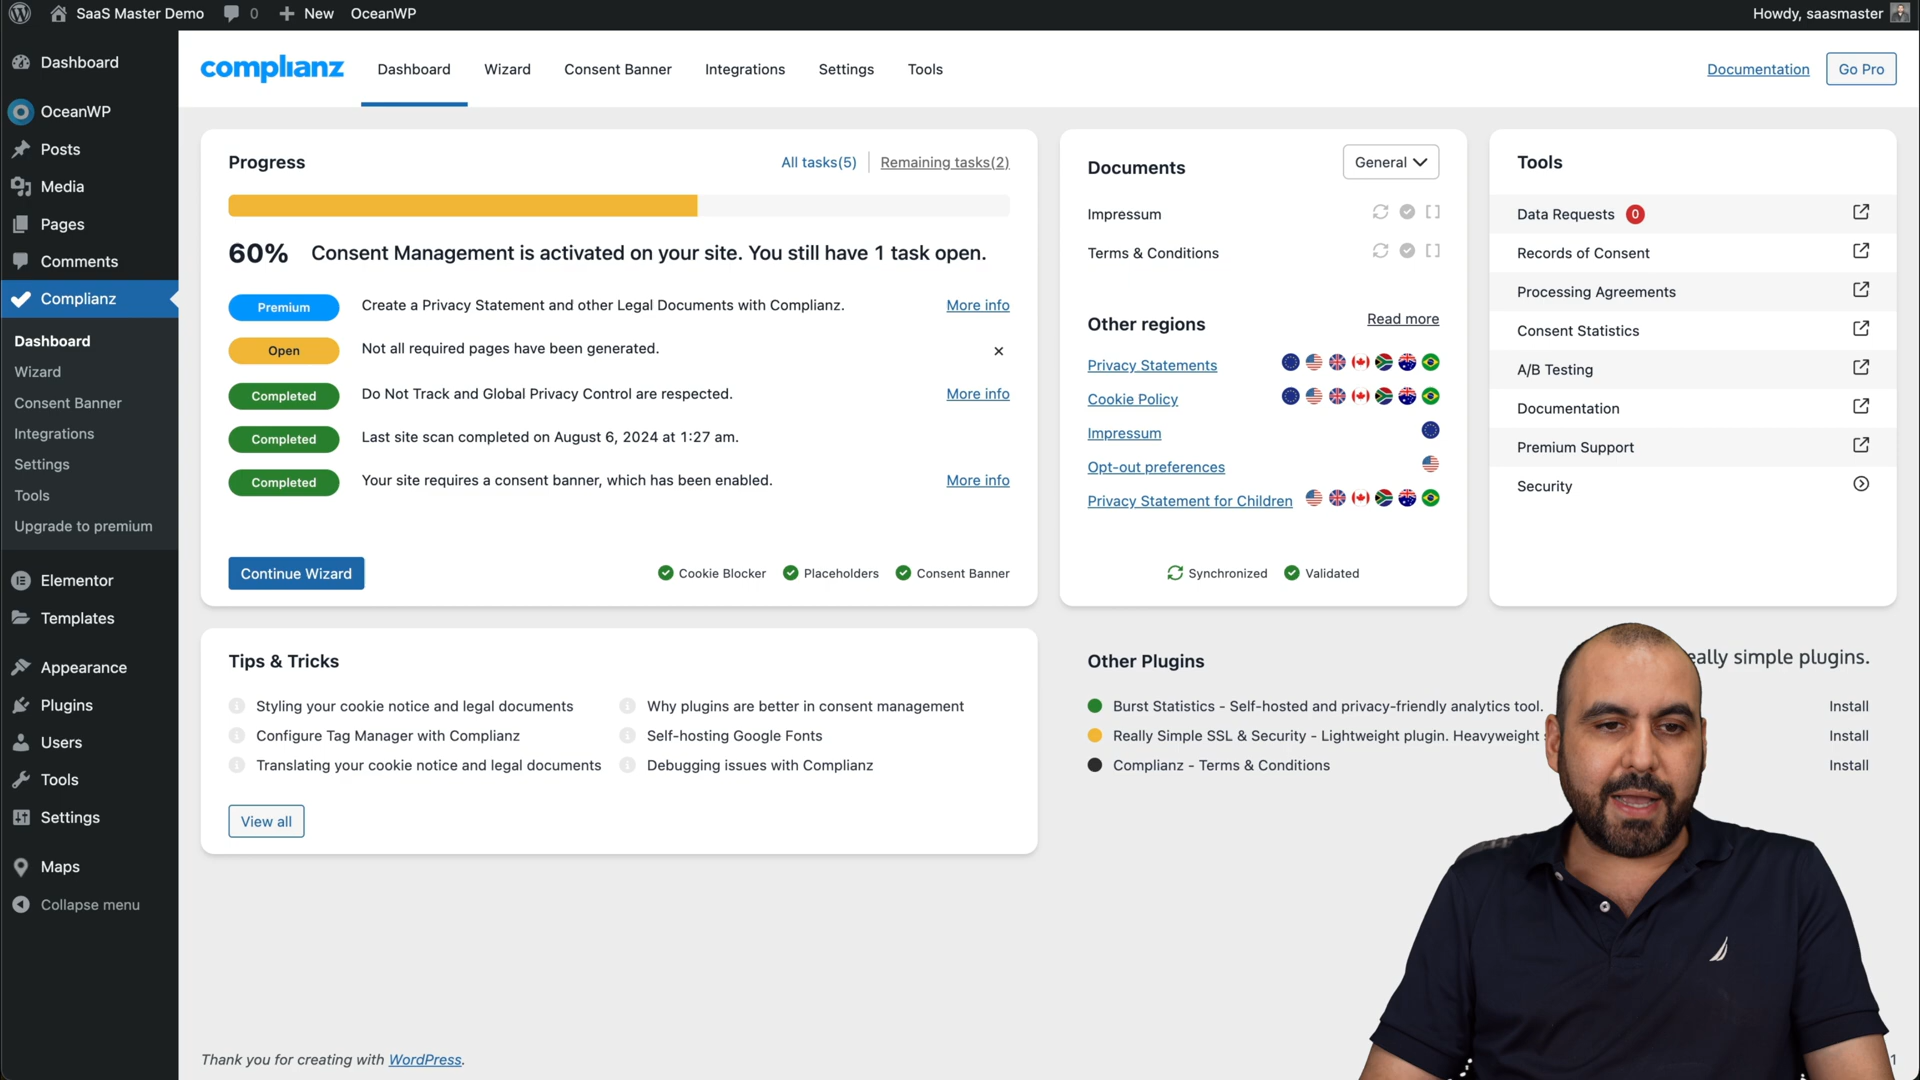 SaaS Master Demo 0 New OceanWP Howdy, saasmaster
Dashboard
OceanWP
Posts
Media
Pages
Comments
Complianz
Dashboard
Wizard
Consent Banner
Integrations
Settings
Tools
Upgrade to premium
Elementor
Templates
Appearance
Plugins
Users
Tools
Settings
Maps
Collapse menu
complianz Dashboard Wizard Consent Banner Integrations Settings Tools Documentation Go Pro
Progress All tasks(5) Remaining tasks(2)
60% Consent Management is activated on your site. You still have 1 task open.
Premium Create a Privacy Statement and other Legal Documents with Complianz. More info
Open Not all required pages have been generated. ×
Completed Do Not Track and Global Privacy Control are respected. More info
Completed Last site scan completed on August 6, 2024 at 1:27 am.
Completed Your site requires a consent banner, which has been enabled. More info
Continue Wizard Cookie Blocker Placeholders Consent Banner
Documents General
Impressum
Terms & Conditions
Other regions Read more
Privacy Statements
Cookie Policy
Impressum
Opt-out preferences
Privacy Statement for Children
Synchronized Validated
Tools
Data Requests 0
Records of Consent
Processing Agreements
Consent Statistics
A/B Testing
Documentation
Premium Support
Security
Tips & Tricks
Styling your cookie notice and legal documents Why plugins are better in consent management
Configure Tag Manager with Complianz Self-hosting Google Fonts
Translating your cookie notice and legal documents Debugging issues with Complianz
View all
Other Plugins eally simple plugins.
Burst Statistics - Self-hosted and privacy-friendly analytics tool. Install
Really Simple SSL & Security - Lightweight plugin. Heavyweight Install
Complianz - Terms & Conditions Install
Thank you for creating with WordPress. 1